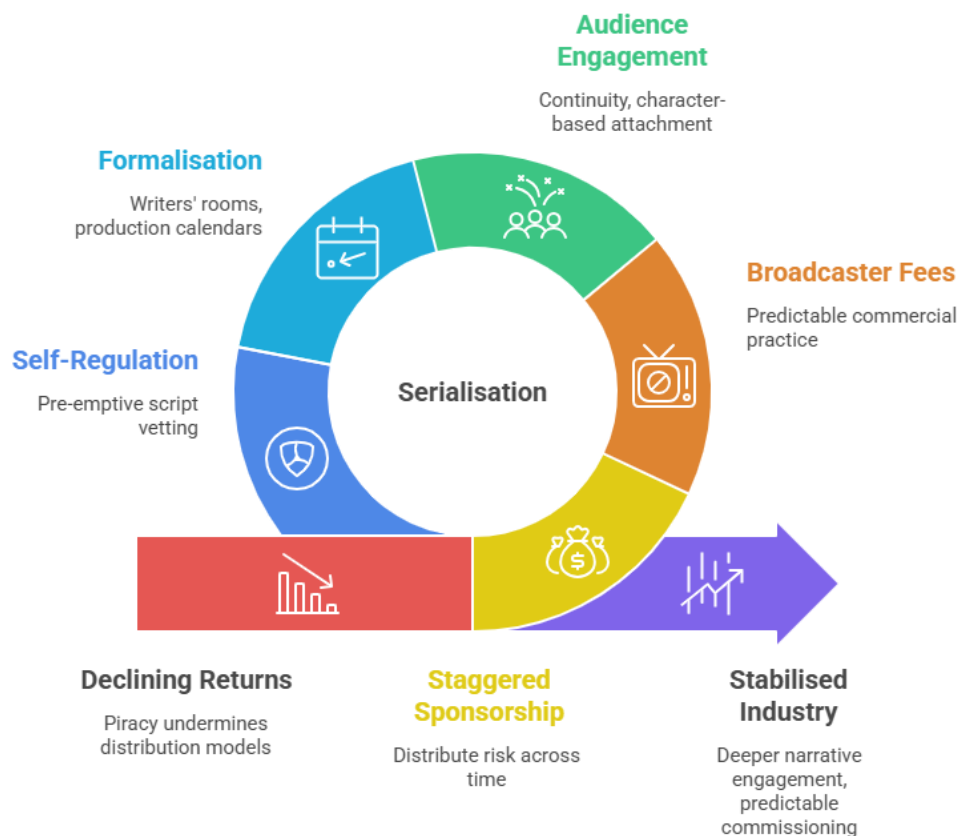 Audience
Engagement
Continuity, character-
based attachment
Formalisation
Writers' rooms,
production calendars
Broadcaster Fees
Predictable commercial
practice
Self-Regulation
Pre-emptive script
vetting
Serialisation
$
Declining Returns
Piracy undermines
distribution models
Staggered
Sponsorship
Distribute risk across
time
Stabilised
Industry
Deeper narrative
engagement,
predictable
commissioning